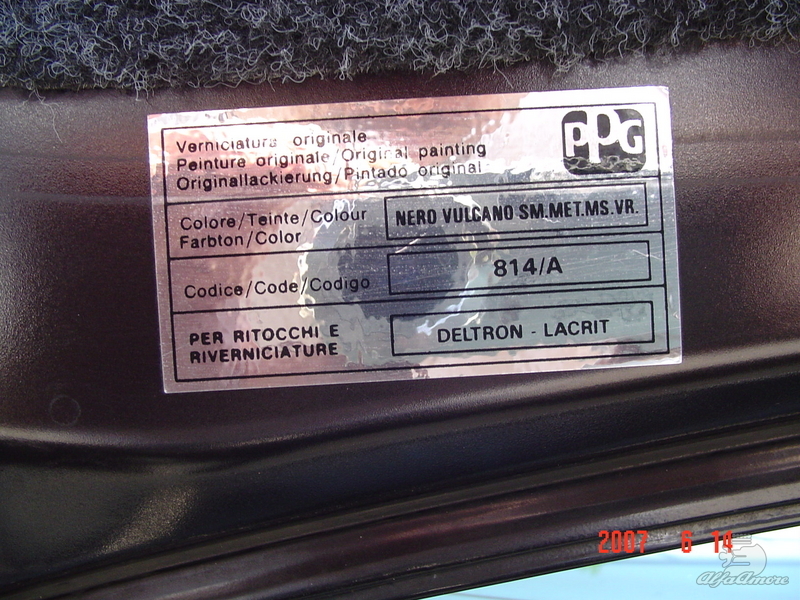 Verniciatura originale
Peinture originale/Original painting
Originallackierung/Pintado original
PPG
Colore/Teinte/Colour
Farbton/Color
NERO VULCANO SM.MET.MS.VR.
Codice/Code/Codigo
814/A
PER RITOCCHI E
RIVERNICIATURE
DELTRON - LACRIT
2007 6 14
AlfaAmore